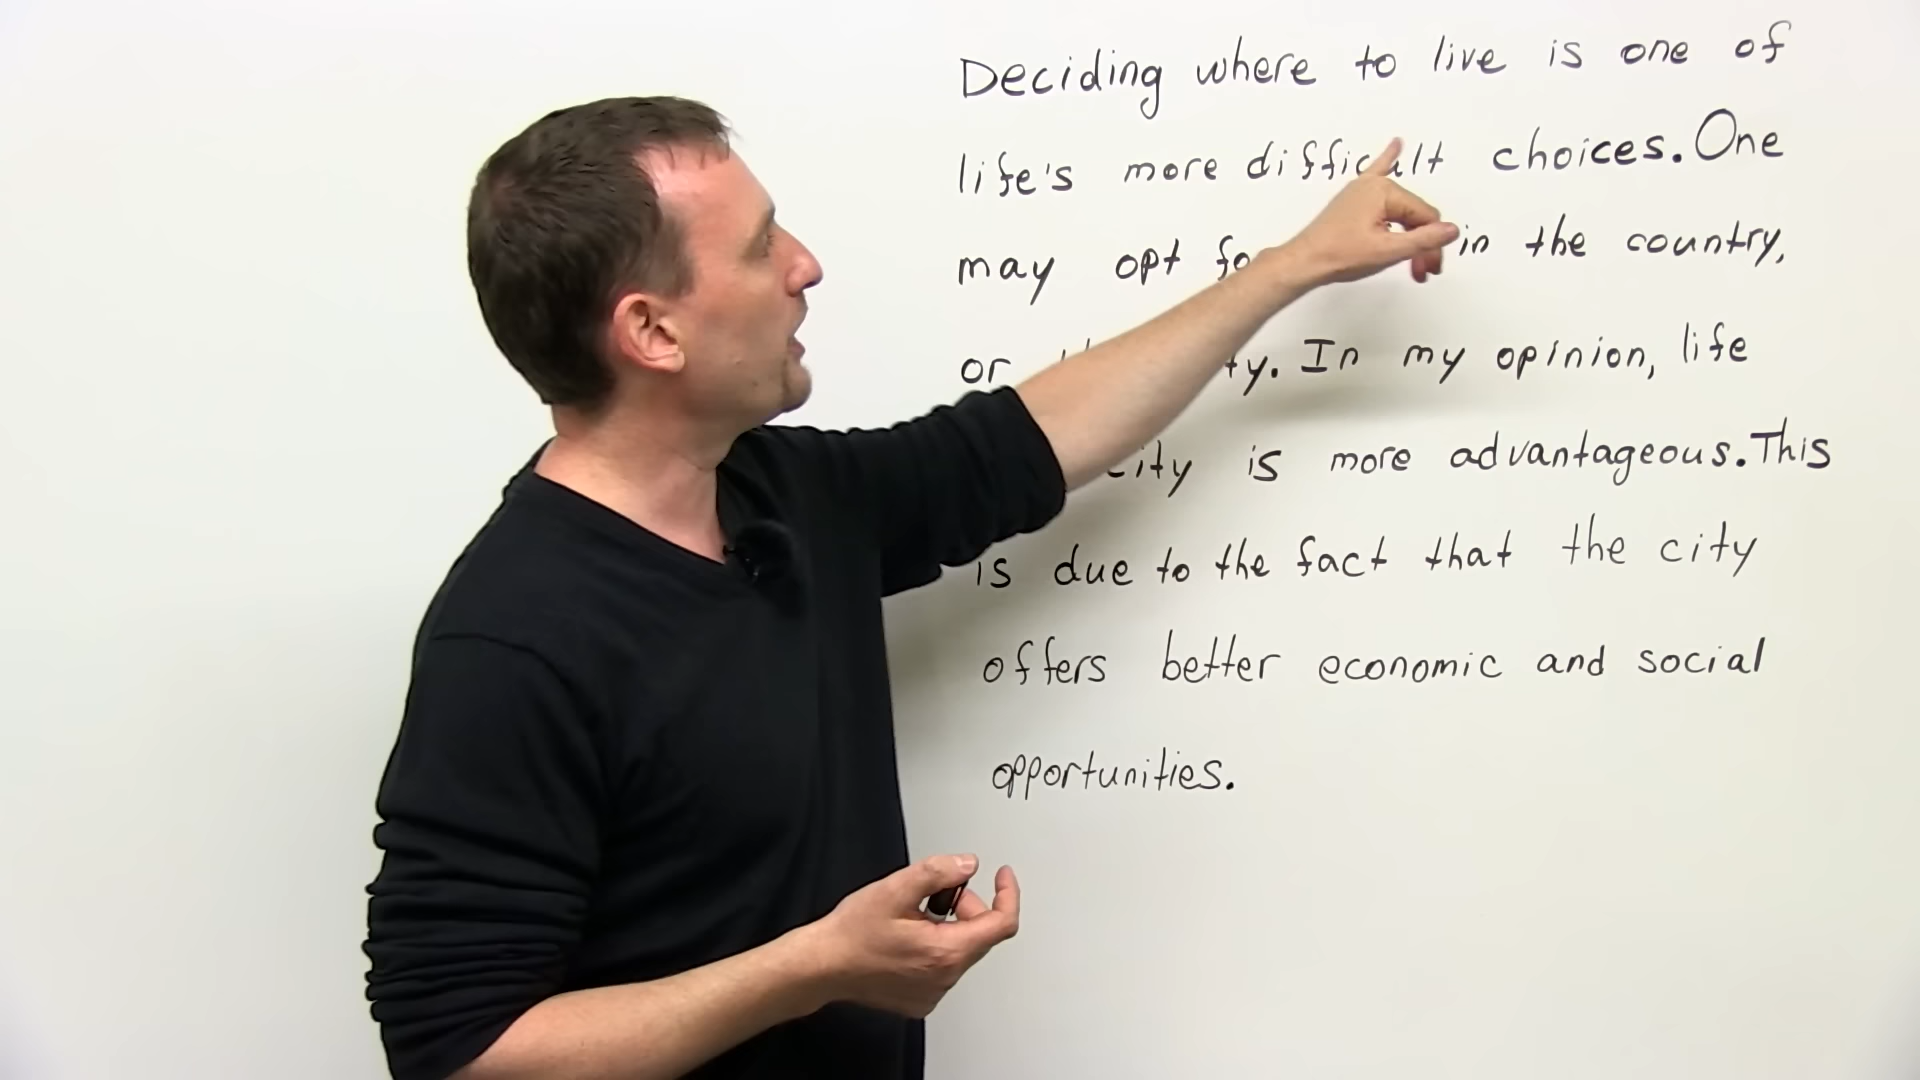 Deciding where to live is one of
life's more difficult choices. One
may opt in the country,
or In my opinion, life
city is more advantageous. This
is due to the fact that the city
offers better economic and social
opportunities.